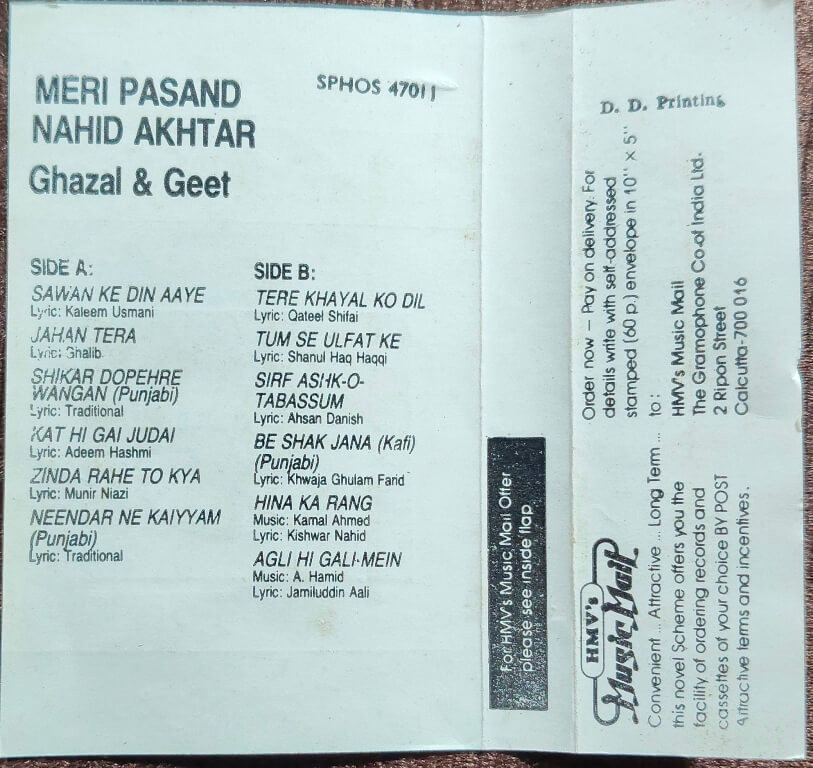 MERI PASAND
NAHID AKHTAR
Ghazal & Geet
SPHOS 47011
SIDE A:
SAWAN KE DIN AAYE
Lyric: Kaleem Usmani
JAHAN TERA
Lyric: Ghalib
SHIKAR DOPEHRE
WANGAN (Punjabi)
Lyric: Traditional
KAT HI GAI JUDAI
Lyric: Adeem Hashmi
ZINDA RAHE TO KYA
Lyric: Munir Niazi
NEENDAR NE KAIYYAM
(Punjabi)
Lyric: Traditional
SIDE B:
TERE KHAYAL KO DIL
Lyric: Qateel Shifai
TUM SE ULFAT KE
Lyric: Shanul Haq Haqqi
SIRF ASHK-O-
TABASSUM
Lyric: Ahsan Danish
BE SHAK JANA (Kafi)
(Punjabi)
Lyric: Khwaja Ghulam Farid
HINA KA RANG
Music: Kamal Ahmed
Lyric: Kishwar Nahid
AGLI HI GALI-MEIN
Music: A. Hamid
Lyric: Jamiluddin Aali
For HMV's Music Mail Offer
please see inside flap
HMV's
Music Mail
Convenient ... Attractive ... Long Term ...
this novel Scheme offers you the
facility of ordering records and
cassettes of your choice BY POST
Attractive terms and incentives.
D. D. Printing
Order now – Pay on delivery. For
details write with self-addressed
stamped (60 p.) envelope in 10" x 5"
to:
HMV's Music Mail
The Gramophone Co.of India Ltd.
2 Ripon Street
Calcutta-700 016